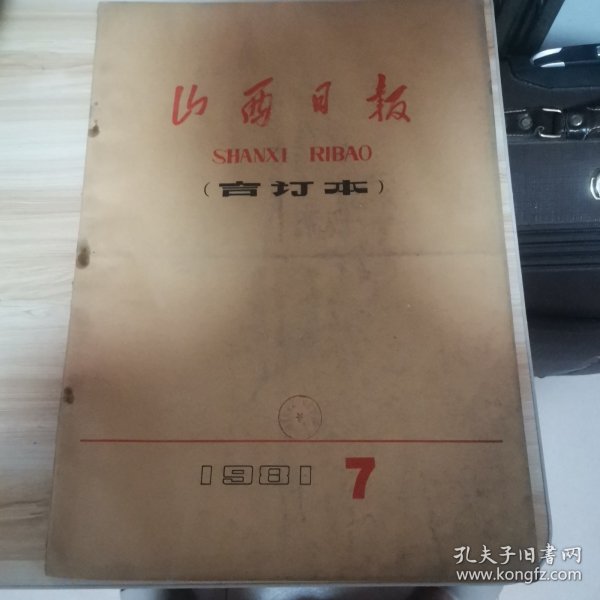 山西日报
SHANXI RIBAO
（合订本）
1981 7
孔夫子旧书网
www.kongfz.com